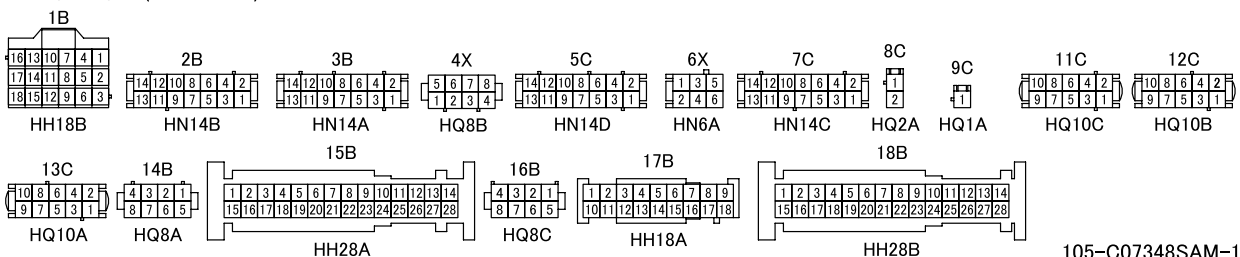 1B
16 13 10 7 4 1
17 14 11 8 5 2
18 15 12 9 6 3
HH18B
2B
14 12 10 8 6 4 2
13 11 9 7 5 3 1
HN14B
3B
14 12 10 8 6 4 2
13 11 9 7 5 3 1
HN14A
4X
5 6 7 8
1 2 3 4
HQ8B
5C
14 12 10 8 6 4 2
13 11 9 7 5 3 1
HN14D
6X
1 3 5
2 4 6
HN6A
7C
14 12 10 8 6 4 2
13 11 9 7 5 3 1
HN14C
8C
1
2
HQ2A
9C
1
HQ1A
11C
10 8 6 4 2
9 7 5 3 1
HQ10C
12C
10 8 6 4 2
9 7 5 3 1
HQ10B
13C
10 8 6 4 2
9 7 5 3 1
HQ10A
14B
4 3 2 1
8 7 6 5
HQ8A
15B
1 2 3 4 5 6 7 8 9 10 11 12 13 14
15 16 17 18 19 20 21 22 23 24 25 26 27 28
HH28A
16B
4 3 2 1
8 7 6 5
HQ8C
17B
1 2 3 4 5 6 7 8 9
10 11 12 13 14 15 16 17 18
HH18A
18B
1 2 3 4 5 6 7 8 9 10 11 12 13 14
15 16 17 18 19 20 21 22 23 24 25 26 27 28
HH28B
105-C07348SAM-1